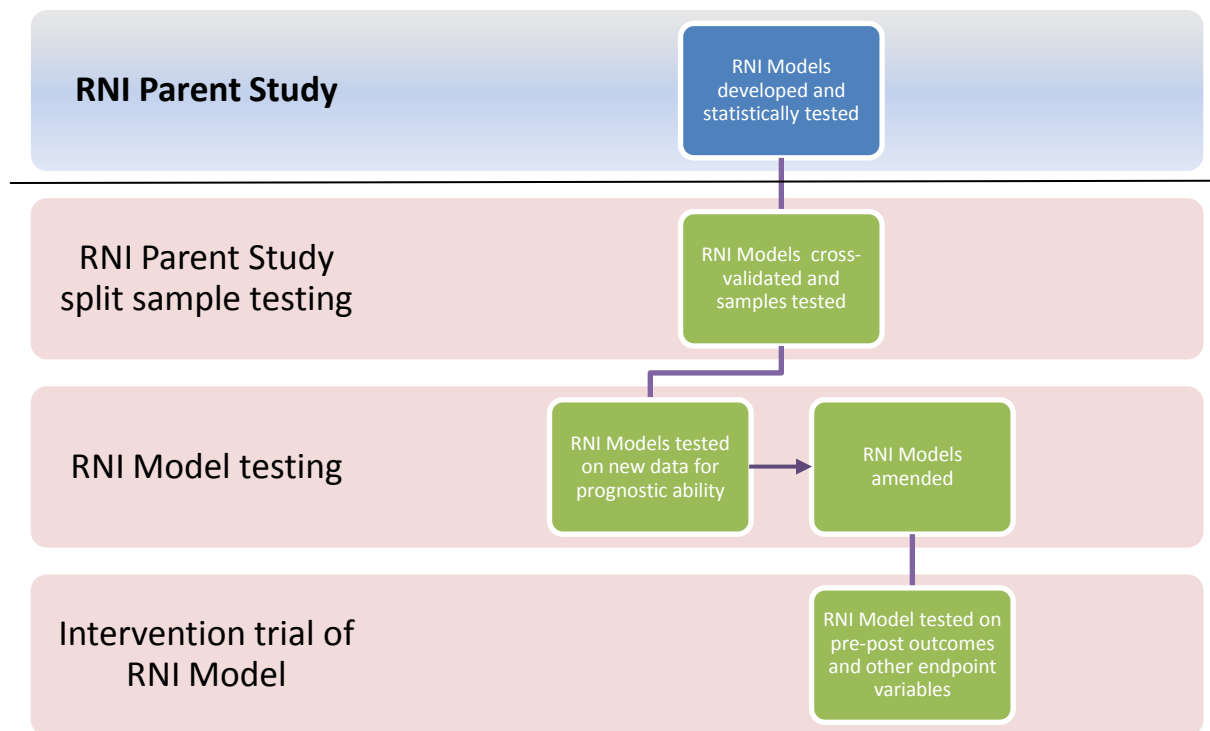 RNI Parent Study
RNI Models
developed and
statistically tested
RNI Parent Study
split sample testing
RNI Models cross-
validated and
samples tested
RNI Model testing
RNI Models tested
on new data for
prognostic ability
RNI Models
amended
Intervention trial of
RNI Model
RNI Model tested on
pre-post outcomes
and other endpoint
variables